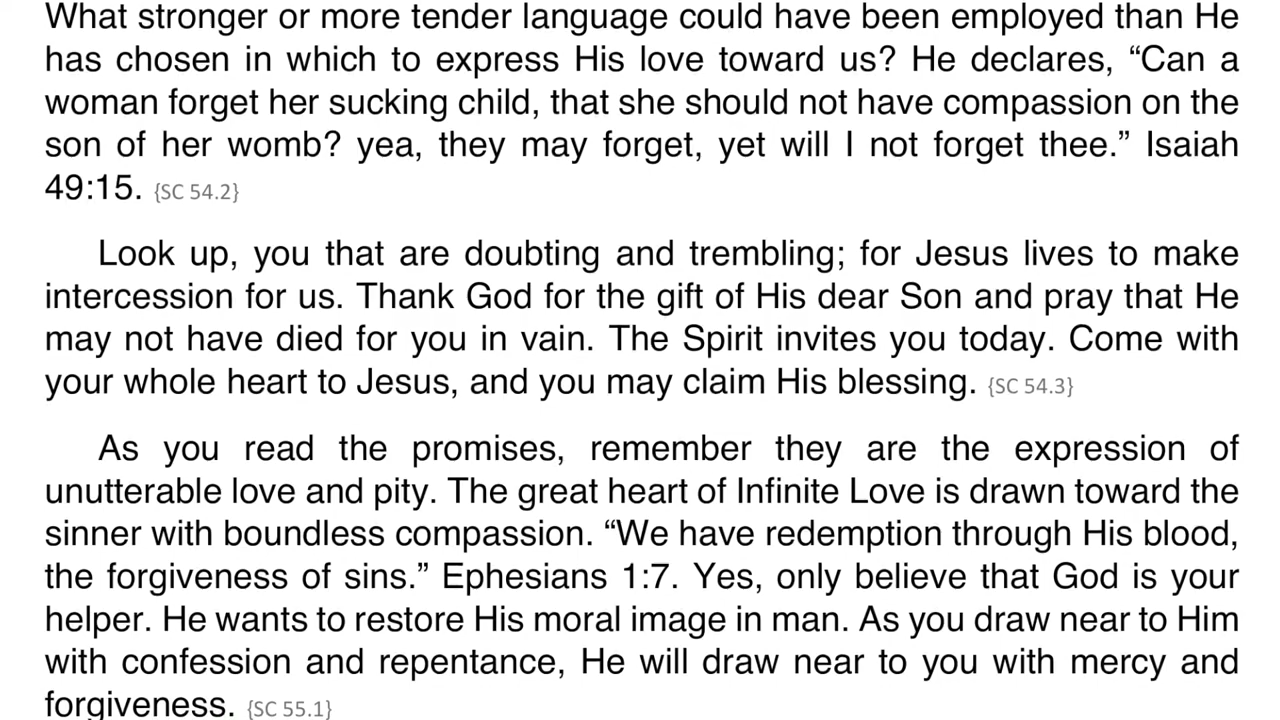 What stronger or more tender language could have been employed than He
has chosen in which to express His love toward us? He declares, “Can a
woman forget her sucking child, that she should not have compassion on the
son of her womb? yea, they may forget, yet will I not forget thee.” Isaiah
49:15. {SC 54.2}
Look up, you that are doubting and trembling; for Jesus lives to make
intercession for us. Thank God for the gift of His dear Son and pray that He
may not have died for you in vain. The Spirit invites you today. Come with
your whole heart to Jesus, and you may claim His blessing. {SC 54.3}
As you read the promises, remember they are the expression of
unutterable love and pity. The great heart of Infinite Love is drawn toward the
sinner with boundless compassion. “We have redemption through His blood,
the forgiveness of sins.” Ephesians 1:7. Yes, only believe that God is your
helper. He wants to restore His moral image in man. As you draw near to Him
with confession and repentance, He will draw near to you with mercy and
forgiveness. {SC 55.1}